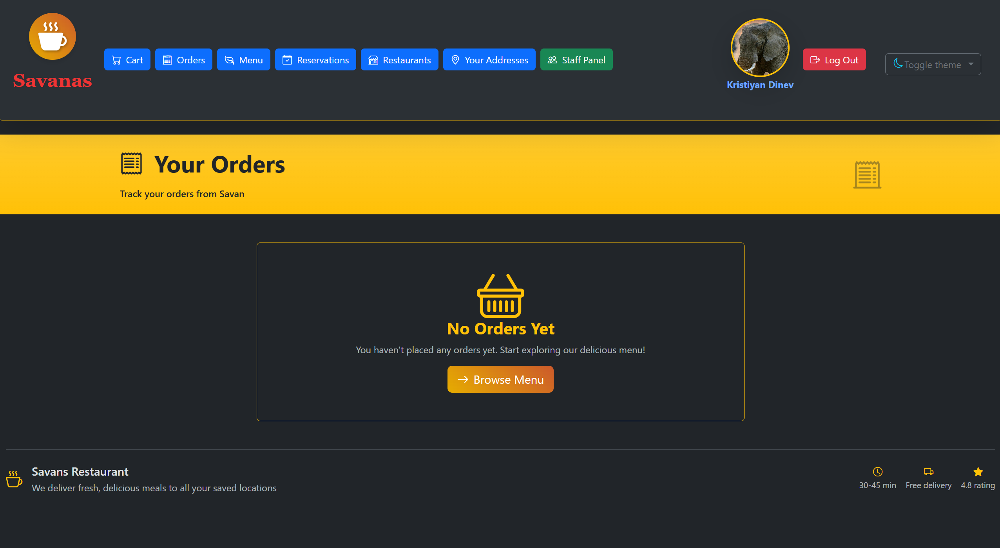 Savanas
Cart
Orders
Menu
Reservations
Restaurants
Your Addresses
Staff Panel
Kristiyan Dinev
Log Out
Toggle theme
Your Orders
Track your orders from Savan
No Orders Yet
You haven't placed any orders yet. Start exploring our delicious menu!
Browse Menu
Savans Restaurant
We deliver fresh, delicious meals to all your saved locations
30-45 min
Free delivery
4.8 rating